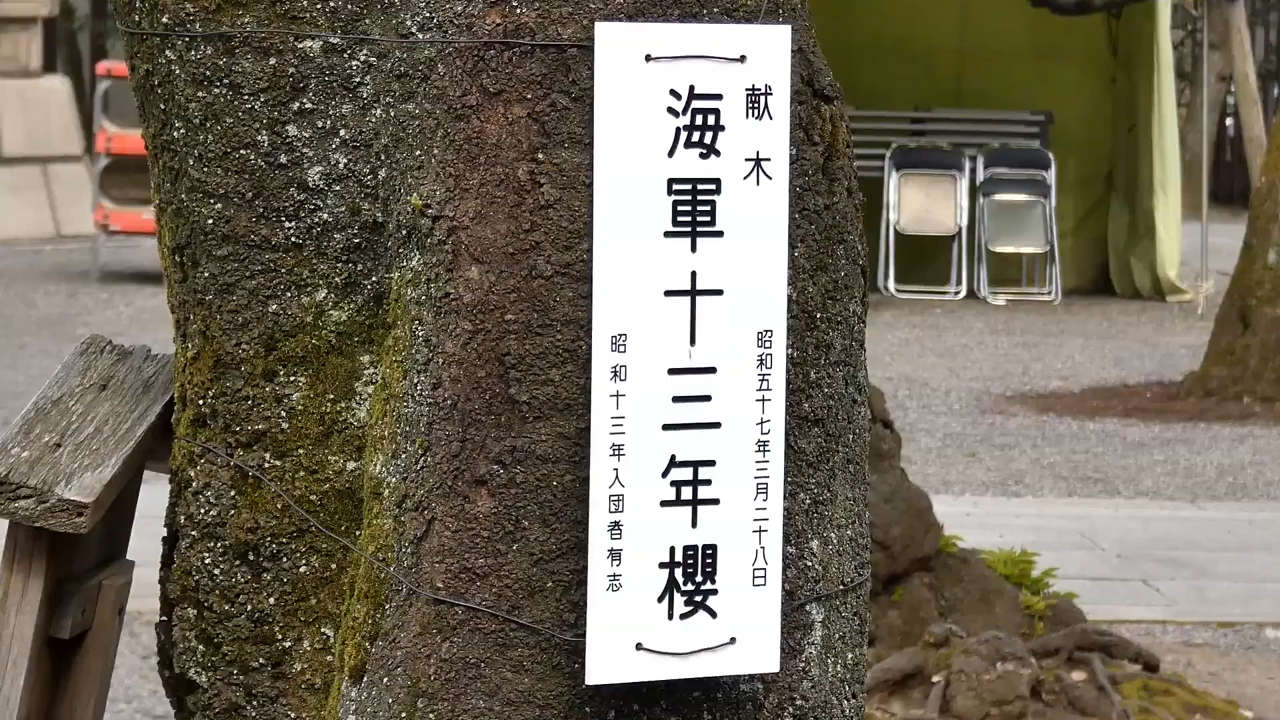 献木
昭和五十七年三月二十八日
海軍十三年櫻
昭和十三年入団者有志